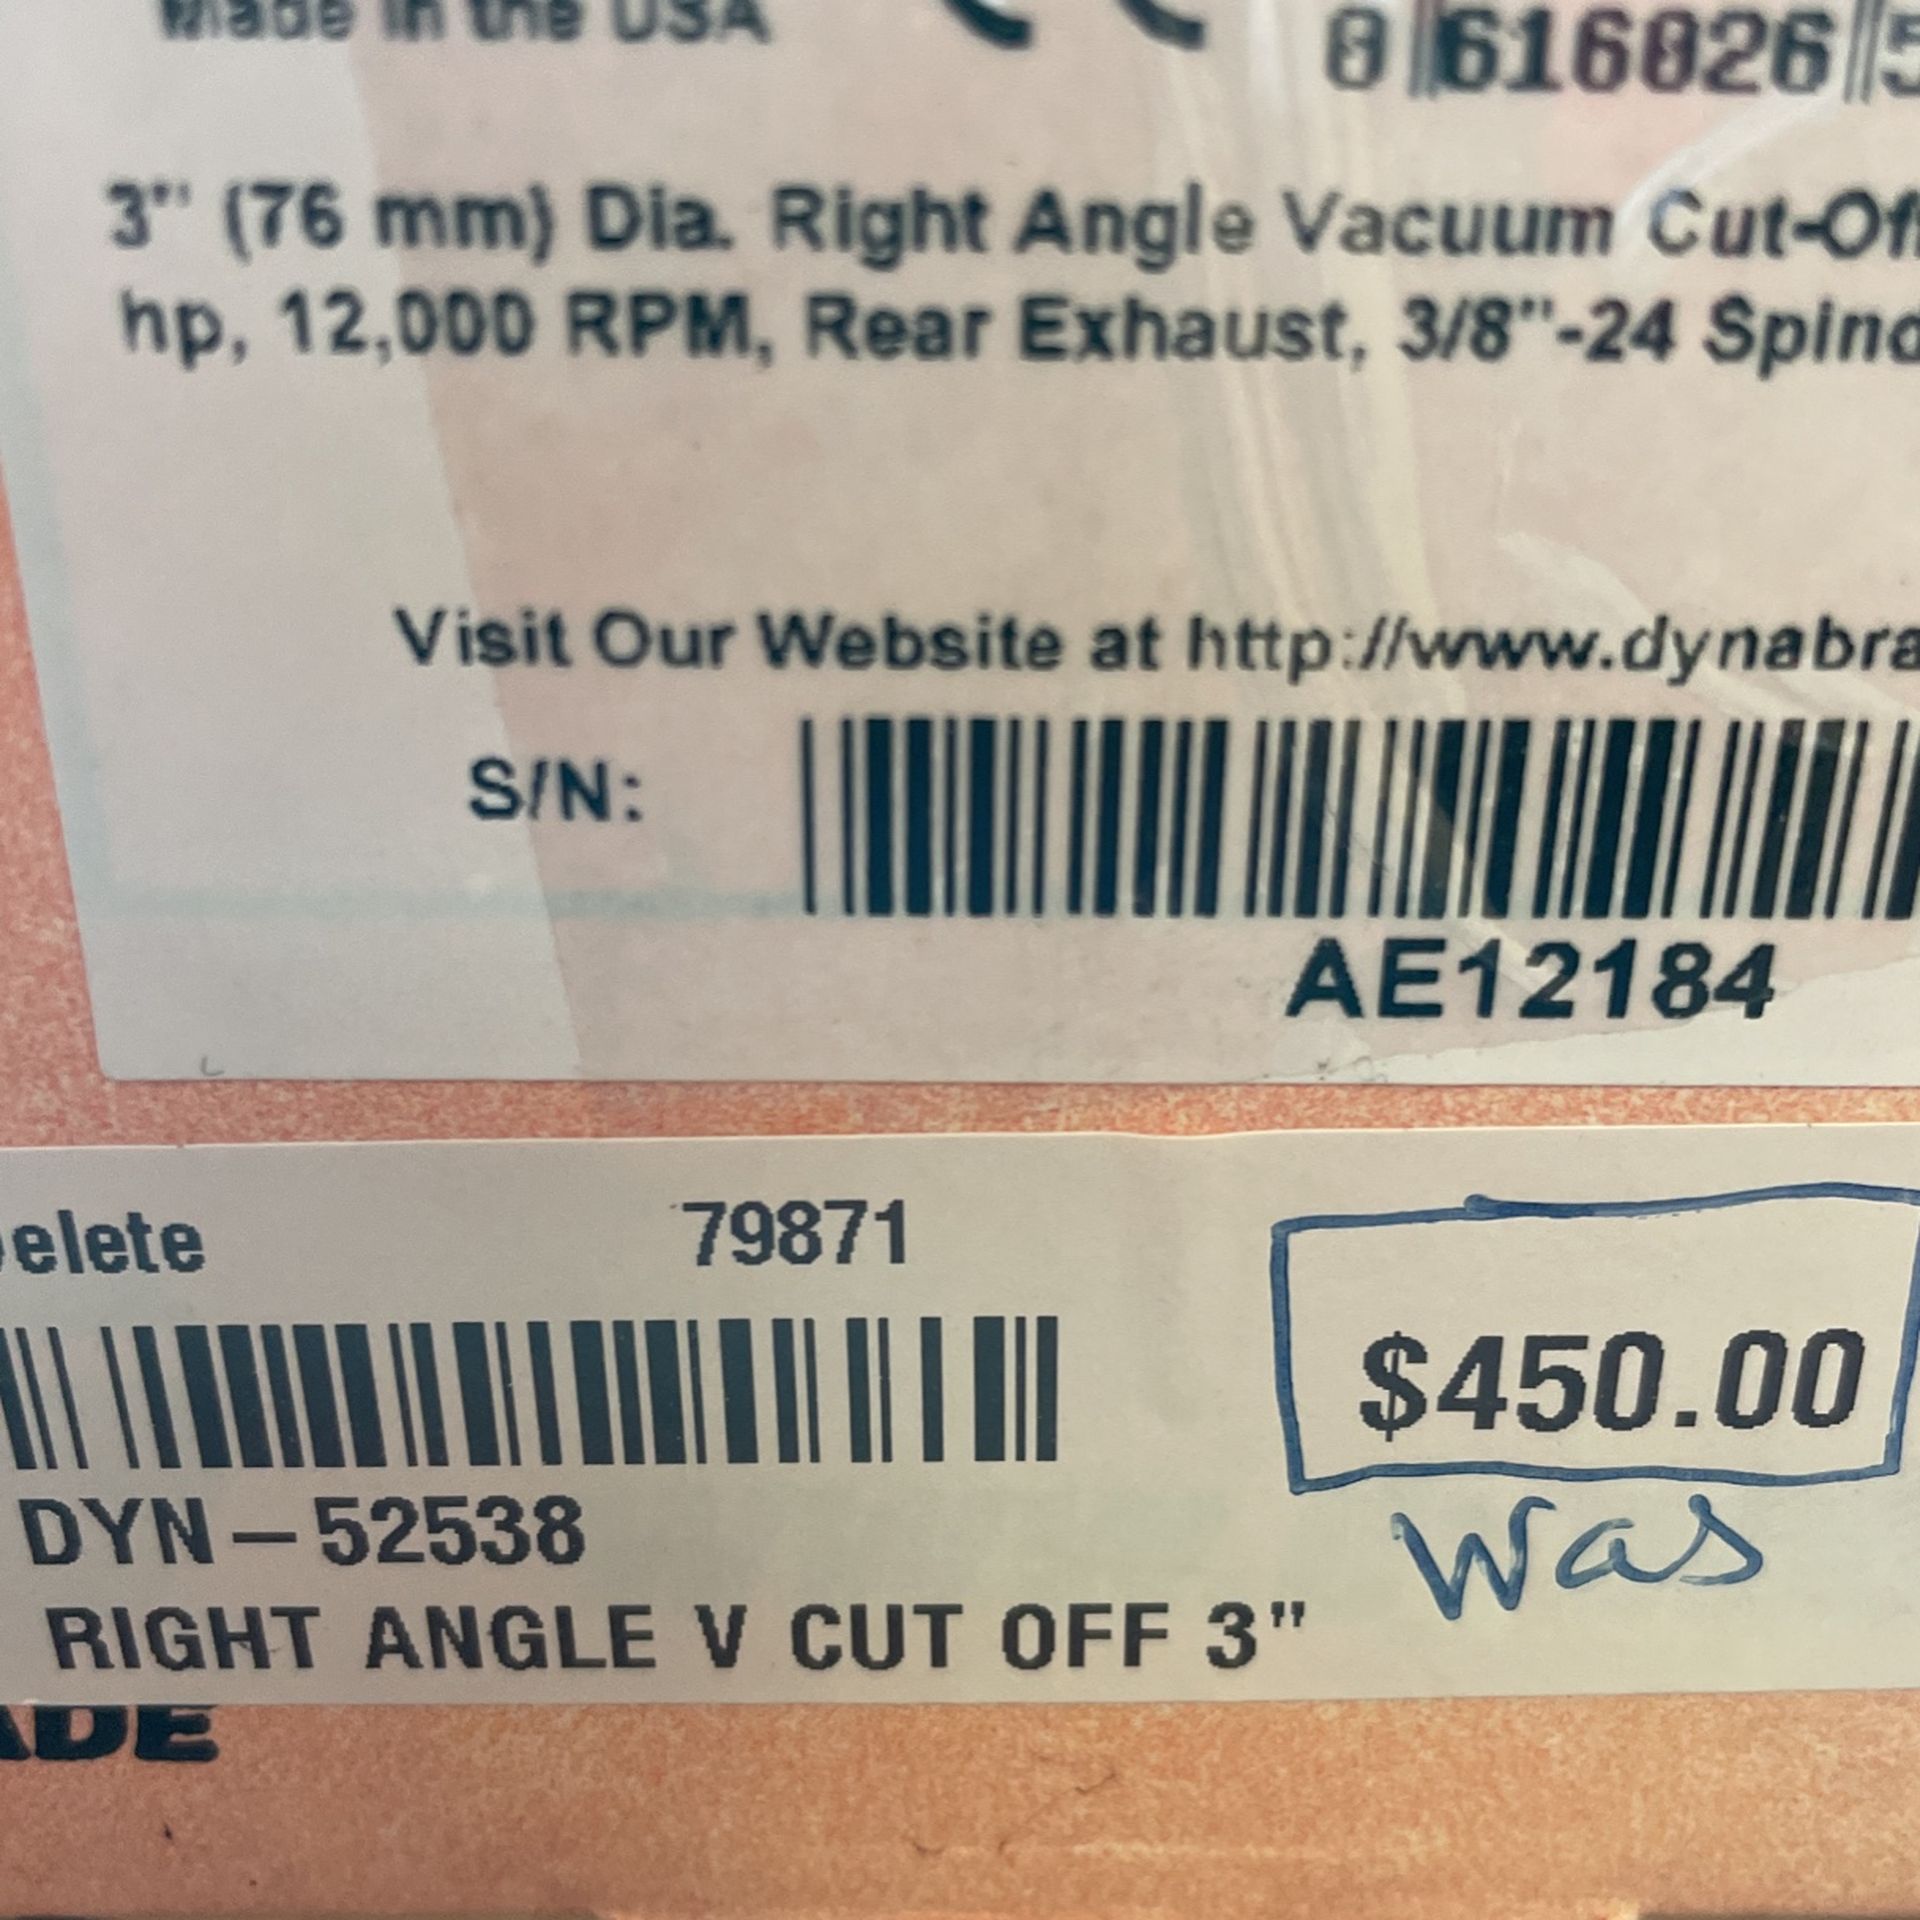 Made in the USA
0 616026 5
3" (76 mm) Dia. Right Angle Vacuum Cut-Off
hp, 12,000 RPM, Rear Exhaust, 3/8"-24 Spind
Visit Our Website at http://www.dynabra
S/N:
AE12184
elete 79871
$450.00
DYN-52538
was
RIGHT ANGLE V CUT OFF 3"
ADE